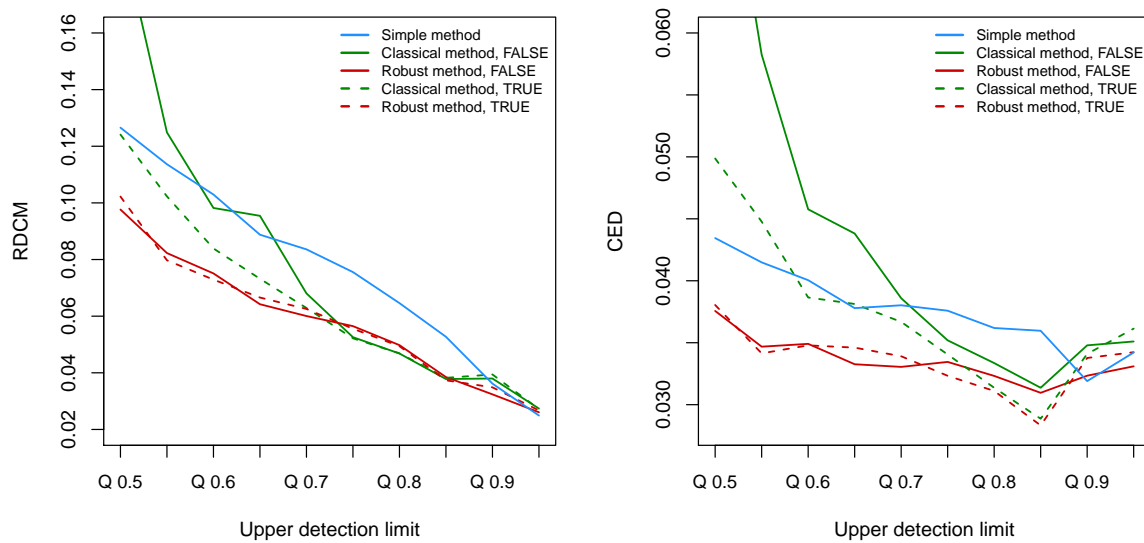 0.16
0.14
0.12
0.10
0.08
0.06
0.04
0.02
RDCM
Simple method
Classical method, FALSE
Robust method, FALSE
Classical method, TRUE
Robust method, TRUE
Q 0.5 Q 0.6 Q 0.7 Q 0.8 Q 0.9
Upper detection limit
0.060
0.050
0.040
0.030
CED
Simple method
Classical method, FALSE
Robust method, FALSE
Classical method, TRUE
Robust method, TRUE
Q 0.5 Q 0.6 Q 0.7 Q 0.8 Q 0.9
Upper detection limit